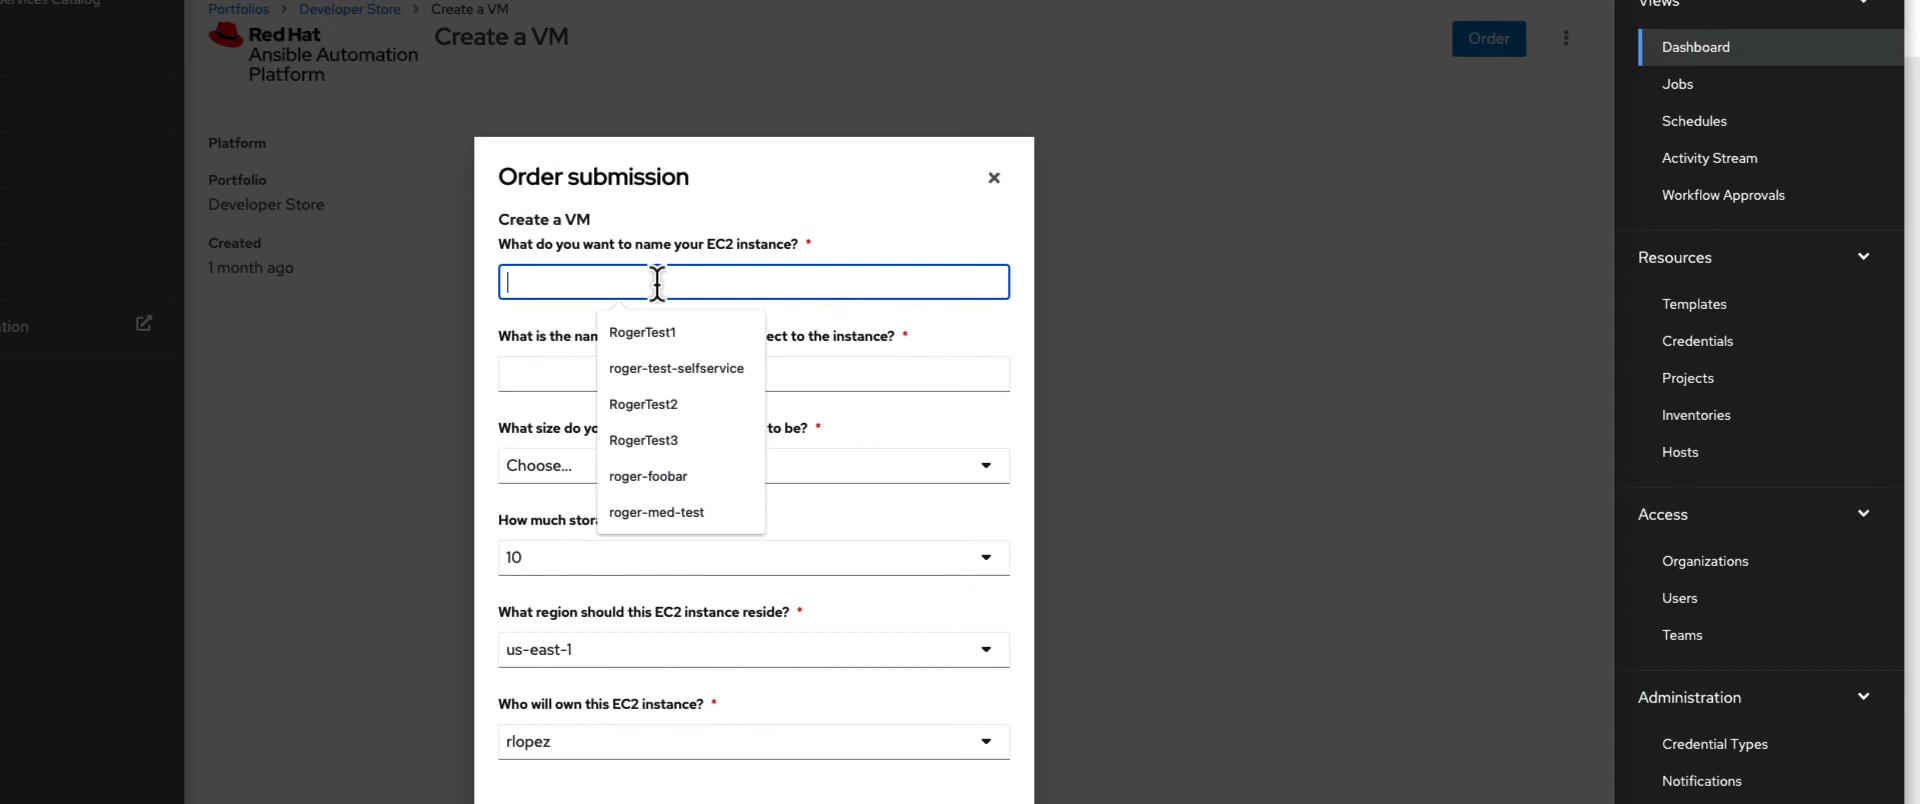 ervices Catalog
Portfolios > Developer Store > Create a VM
Red Hat
Ansible Automation
Platform
Create a VM
Order
Platform
Portfolio
Developer Store
Created
1 month ago
tion
Order submission
×
Create a VM
What do you want to name your EC2 instance? *
What is the nam
ect to the instance? *
RogerTest1
roger-test-selfservice
RogerTest2
RogerTest3
roger-foobar
roger-med-test
What size do yo
to be? *
Choose...
How much stor
10
What region should this EC2 instance reside? *
us-east-1
Who will own this EC2 instance? *
rlopez
Views
Dashboard
Jobs
Schedules
Activity Stream
Workflow Approvals
Resources
Templates
Credentials
Projects
Inventories
Hosts
Access
Organizations
Users
Teams
Administration
Credential Types
Notifications